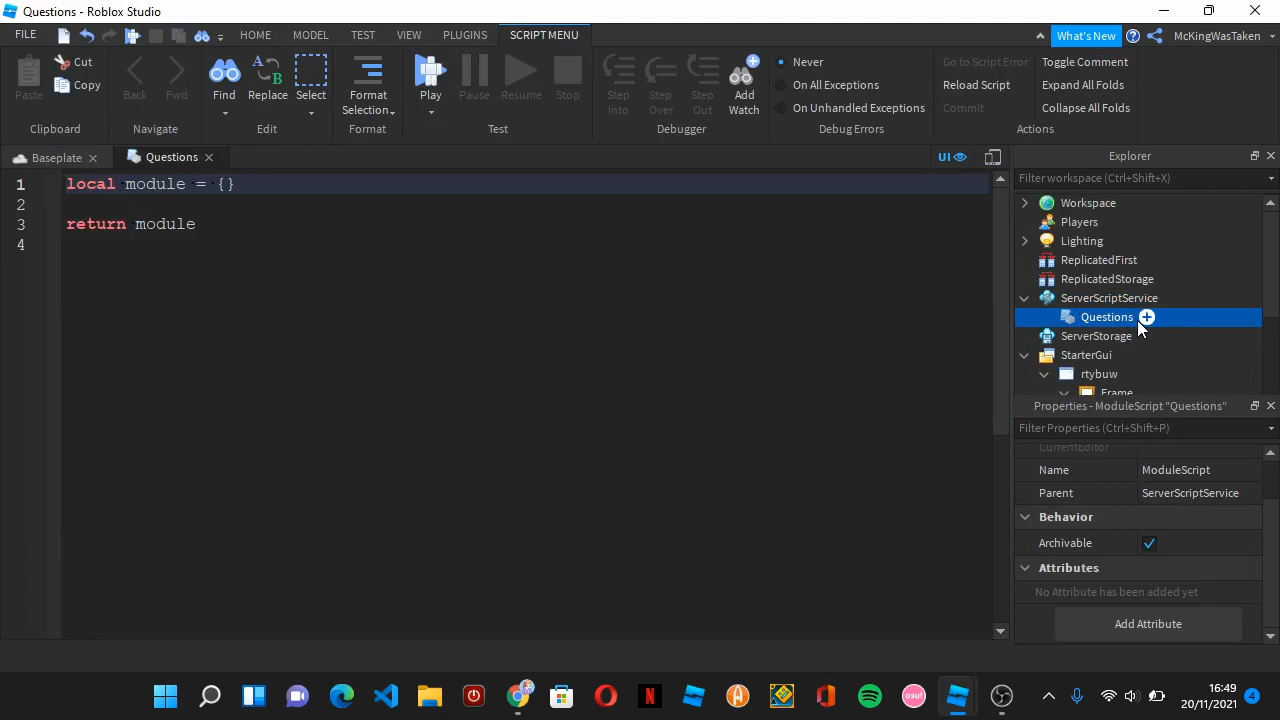 Questions - Roblox Studio
FILE HOME MODEL TEST VIEW PLUGINS SCRIPT MENU What's New McKingWasTaken
Paste Cut Copy
Clipboard
Back Fwd
Navigate
Find Replace Select
Edit
Format Selection
Format
Play Pause Resume Stop
Test
Step Into Step Over Step Out Add Watch
Debugger
Never
On All Exceptions
On Unhandled Exceptions
Debug Errors
Go to Script Error
Reload Script
Commit
Toggle Comment
Expand All Folds
Collapse All Folds
Actions
Baseplate Questions UI
1 local module = {}
2
3 return module
4
Explorer
Filter workspace (Ctrl+Shift+X)
Workspace
Players
Lighting
ReplicatedFirst
ReplicatedStorage
ServerScriptService
Questions
ServerStorage
StarterGui
rtybuw
Frame
Properties - ModuleScript "Questions"
Filter Properties (Ctrl+Shift+P)
CurrentEditor
Name ModuleScript
Parent ServerScriptService
Behavior
Archivable
Attributes
No Attribute has been added yet
Add Attribute
N osu! 16:49
20/11/2021 4